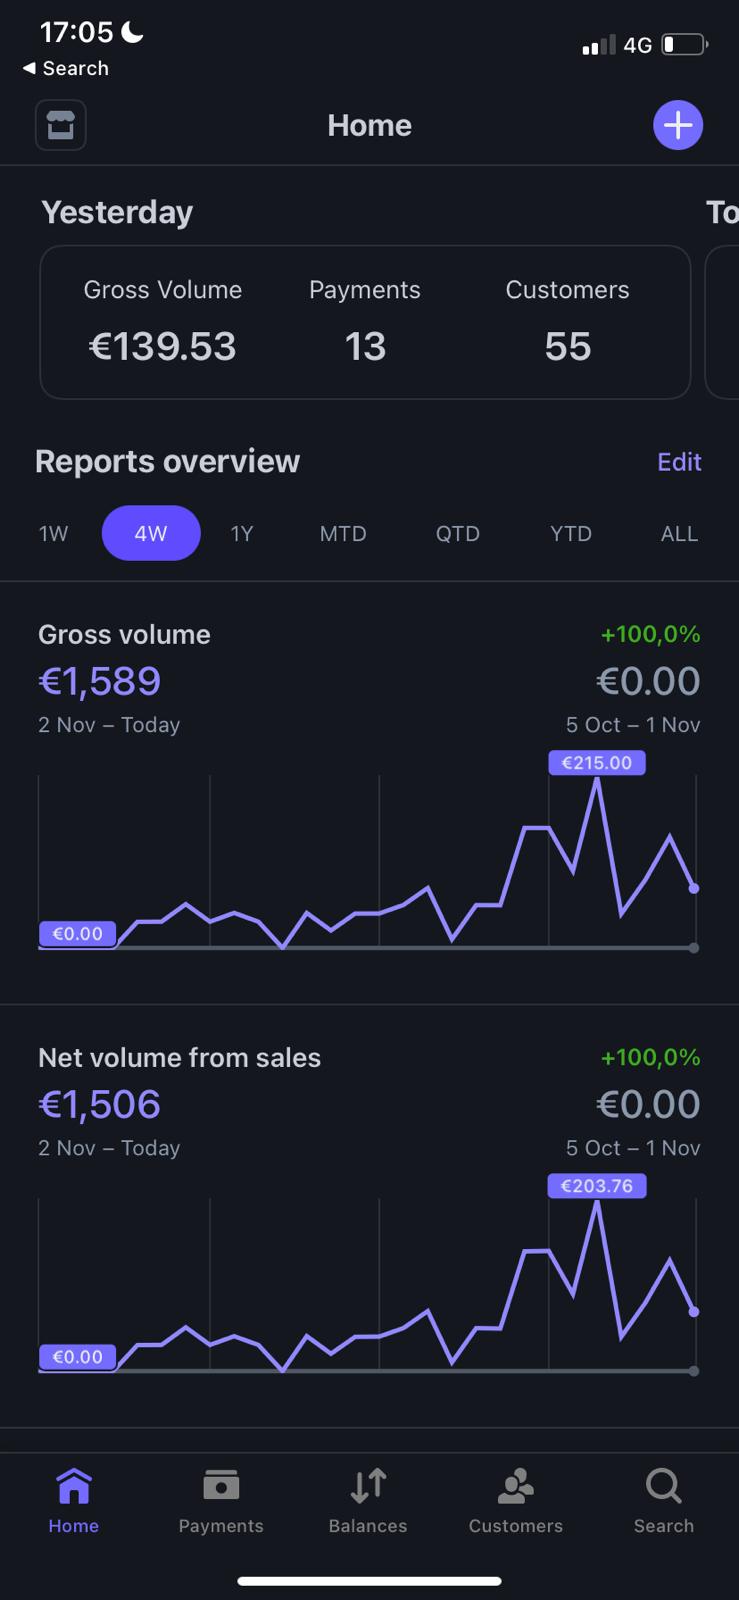 17:05
4G
◀ Search
Home
Yesterday
To
Gross Volume Payments Customers
€139.53 13 55
Reports overview Edit
1W 4W 1Y MTD QTD YTD ALL
Gross volume +100,0%
€1,589 €0.00
2 Nov – Today 5 Oct – 1 Nov
€215.00
€0.00
Net volume from sales +100,0%
€1,506 €0.00
2 Nov – Today 5 Oct – 1 Nov
€203.76
€0.00
Home Payments Balances Customers Search